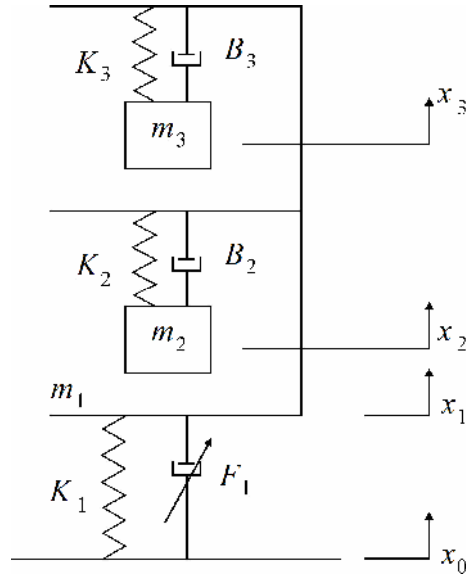 K₃ B₃
m₃ x₃
K₂ B₂
m₂ x₂
m₁ x₁
K₁ F₁
x₀